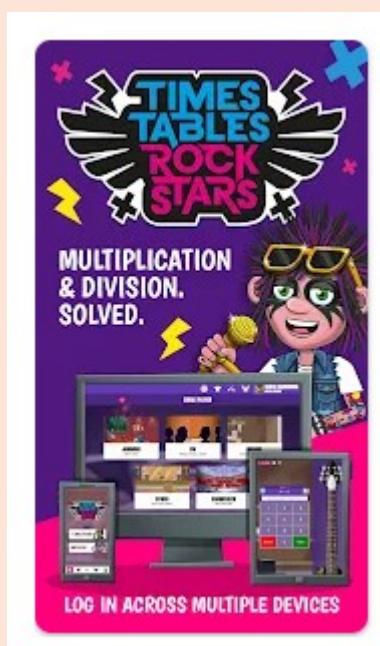 TIMES
TABLES
ROCK
STARS
MULTIPLICATION
& DIVISION.
SOLVED.
LOG IN ACROSS MULTIPLE DEVICES